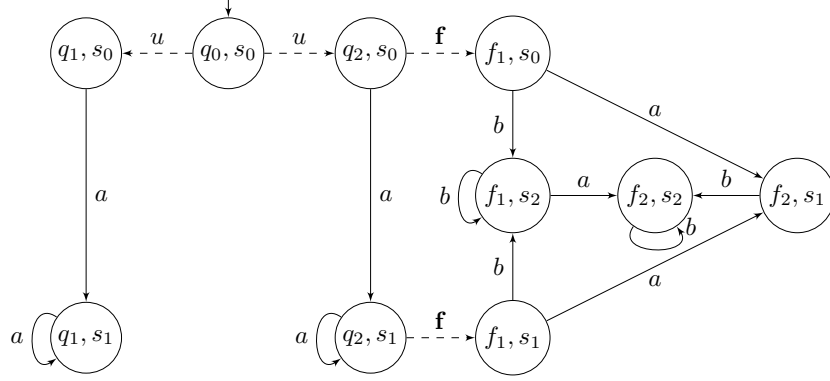 q₁, s₀ u q₀, s₀ u q₂, s₀ f f₁, s₀
a a b a
b f₁, s₂ a f₂, s₂ b f₂, s₁
b
b a
a q₁, s₁ a q₂, s₁ f f₁, s₁